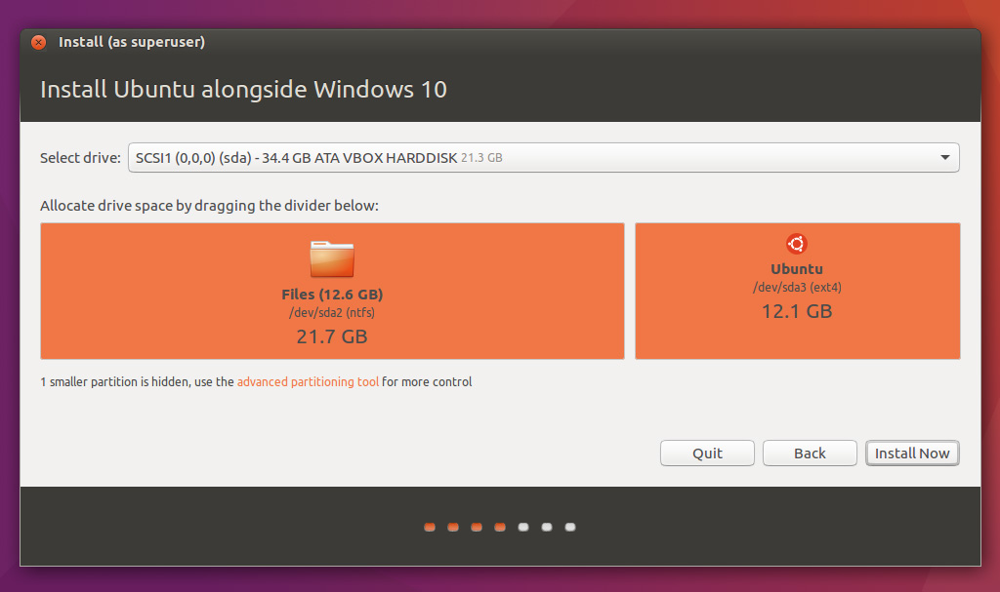 Install (as superuser)
Install Ubuntu alongside Windows 10
Select drive: SCSI1 (0,0,0) (sda) - 34.4 GB ATA VBOX HARDDISK 21.3 GB
Allocate drive space by dragging the divider below:
Files (12.6 GB)
/dev/sda2 (ntfs)
21.7 GB
Ubuntu
/dev/sda3 (ext4)
12.1 GB
1 smaller partition is hidden, use the advanced partitioning tool for more control
Quit Back Install Now